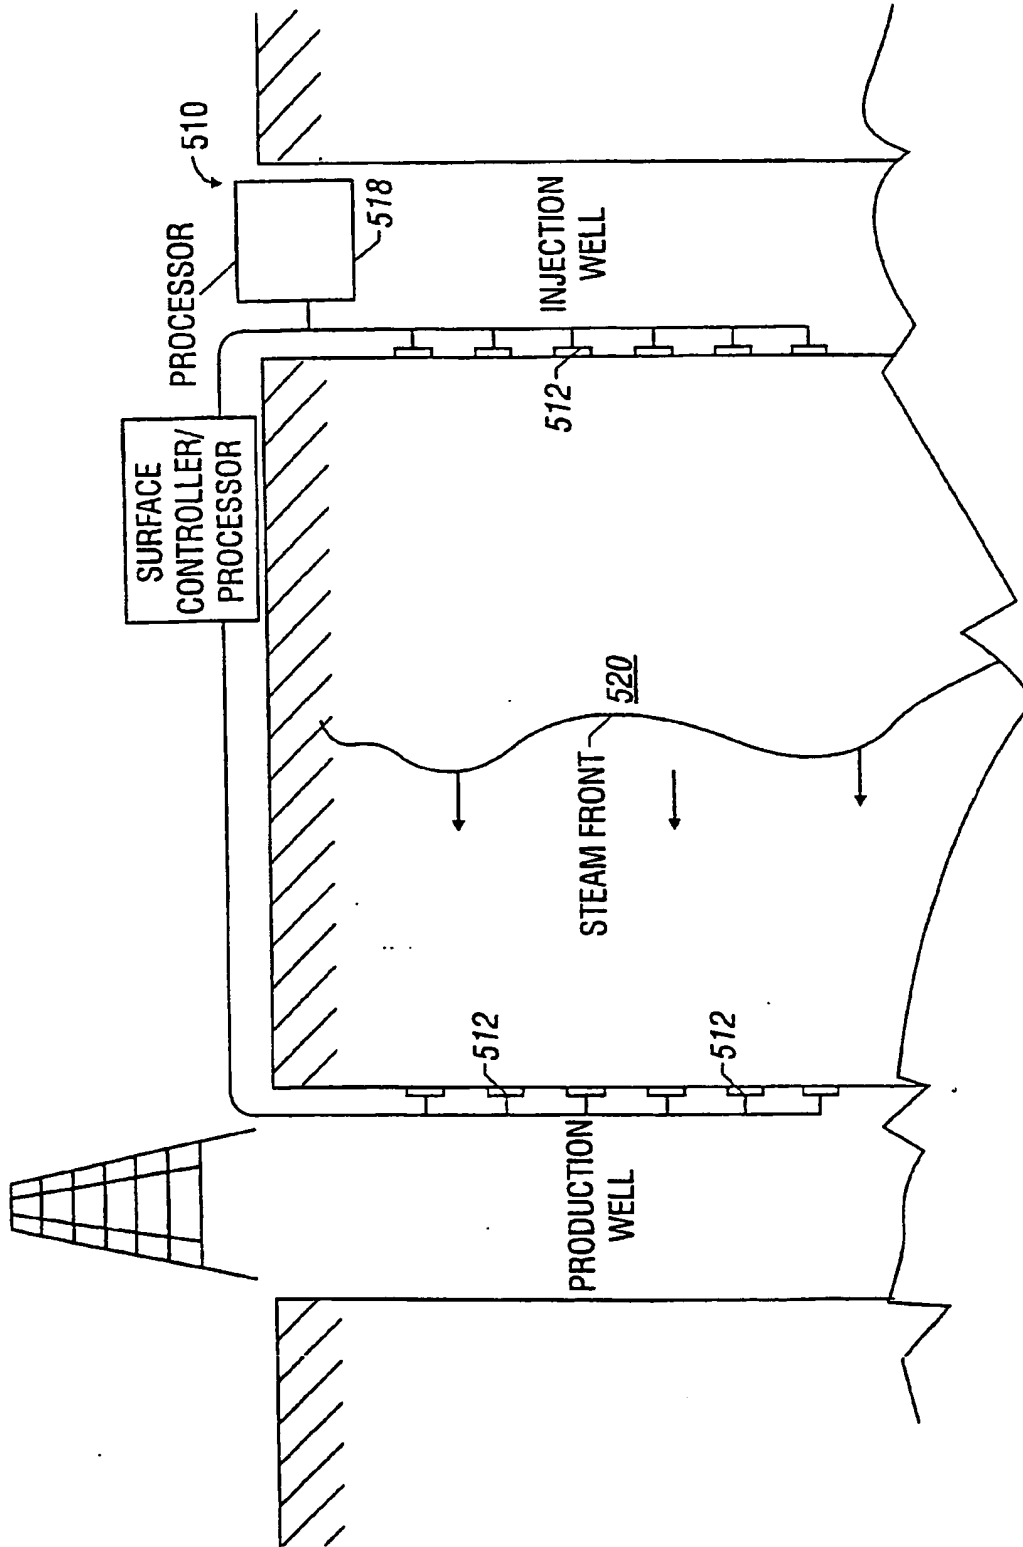 510
PROCESSOR
518
SURFACE
CONTROLLER/
PROCESSOR
INJECTION
WELL
512
STEAM FRONT
520
512
512
PRODUCTION
WELL